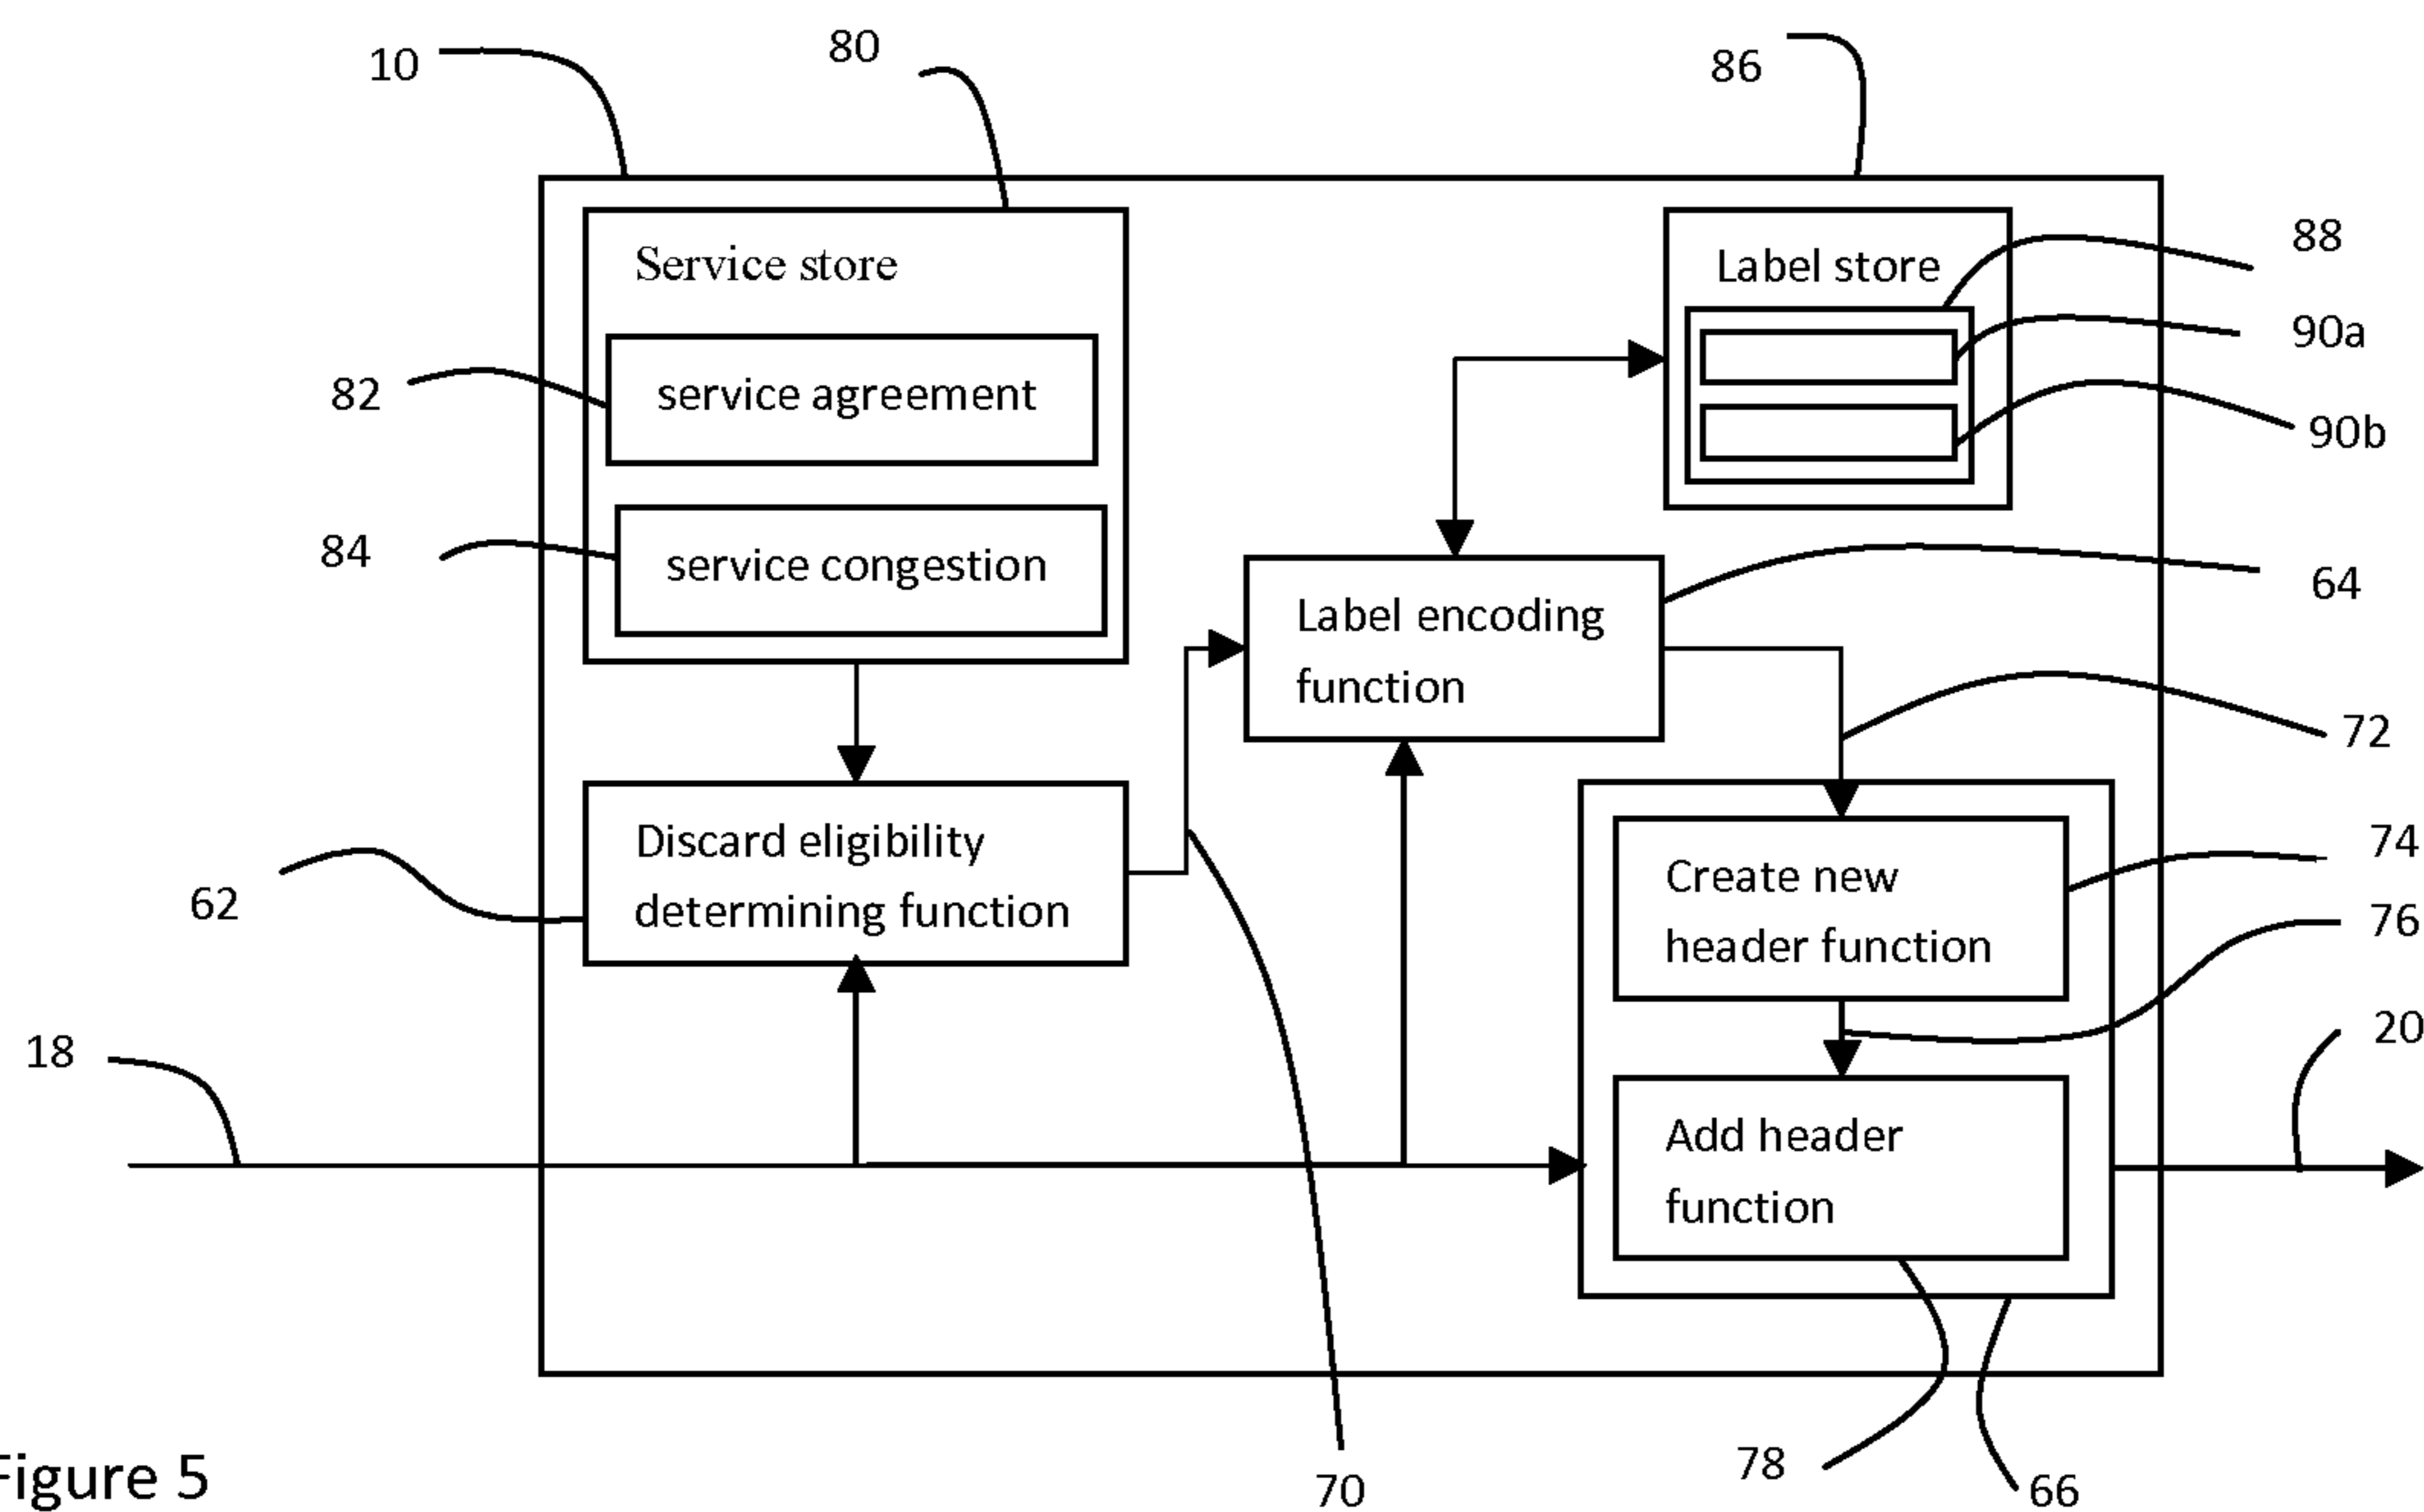 10
80
86
Service store
Label store
88
90a
90b
82
service agreement
84
service congestion
64
Label encoding
function
72
62
Discard eligibility
determining function
74
Create new
header function
76
18
20
Add header
function
70
78
66
Figure 5